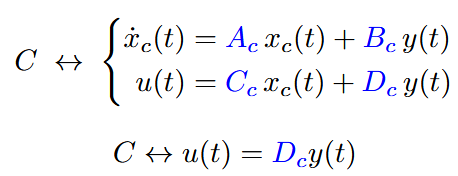 C ↔ { ẋ_c(t) = A_c x_c(t) + B_c y(t)
u(t) = C_c x_c(t) + D_c y(t)
C ↔ u(t) = D_c y(t)